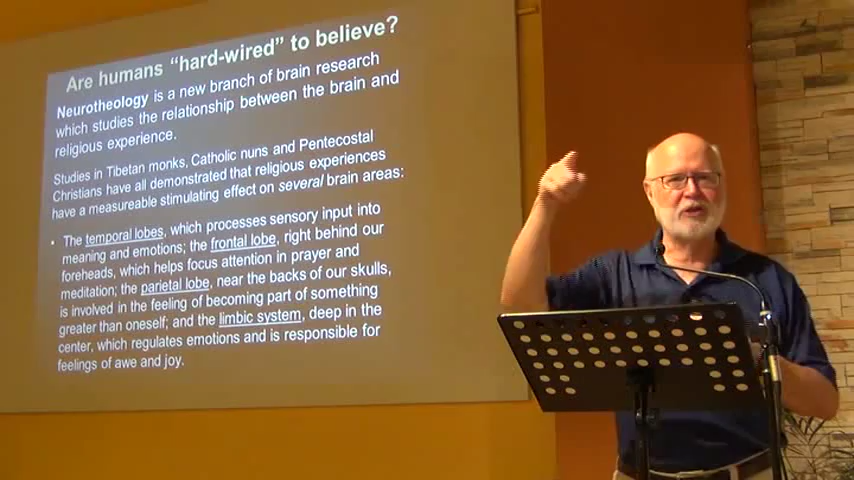 Are humans “hard-wired” to believe?
Neurotheology is a new branch of brain research
which studies the relationship between the brain and
religious experience.
Studies in Tibetan monks, Catholic nuns and Pentecostal
Christians have all demonstrated that religious experiences
have a measureable stimulating effect on several brain areas:
• The temporal lobes, which processes sensory input into
meaning and emotions; the frontal lobe, right behind our
foreheads, which helps focus attention in prayer and
meditation; the parietal lobe, near the backs of our skulls,
is involved in the feeling of becoming part of something
greater than oneself; and the limbic system, deep in the
center, which regulates emotions and is responsible for
feelings of awe and joy.